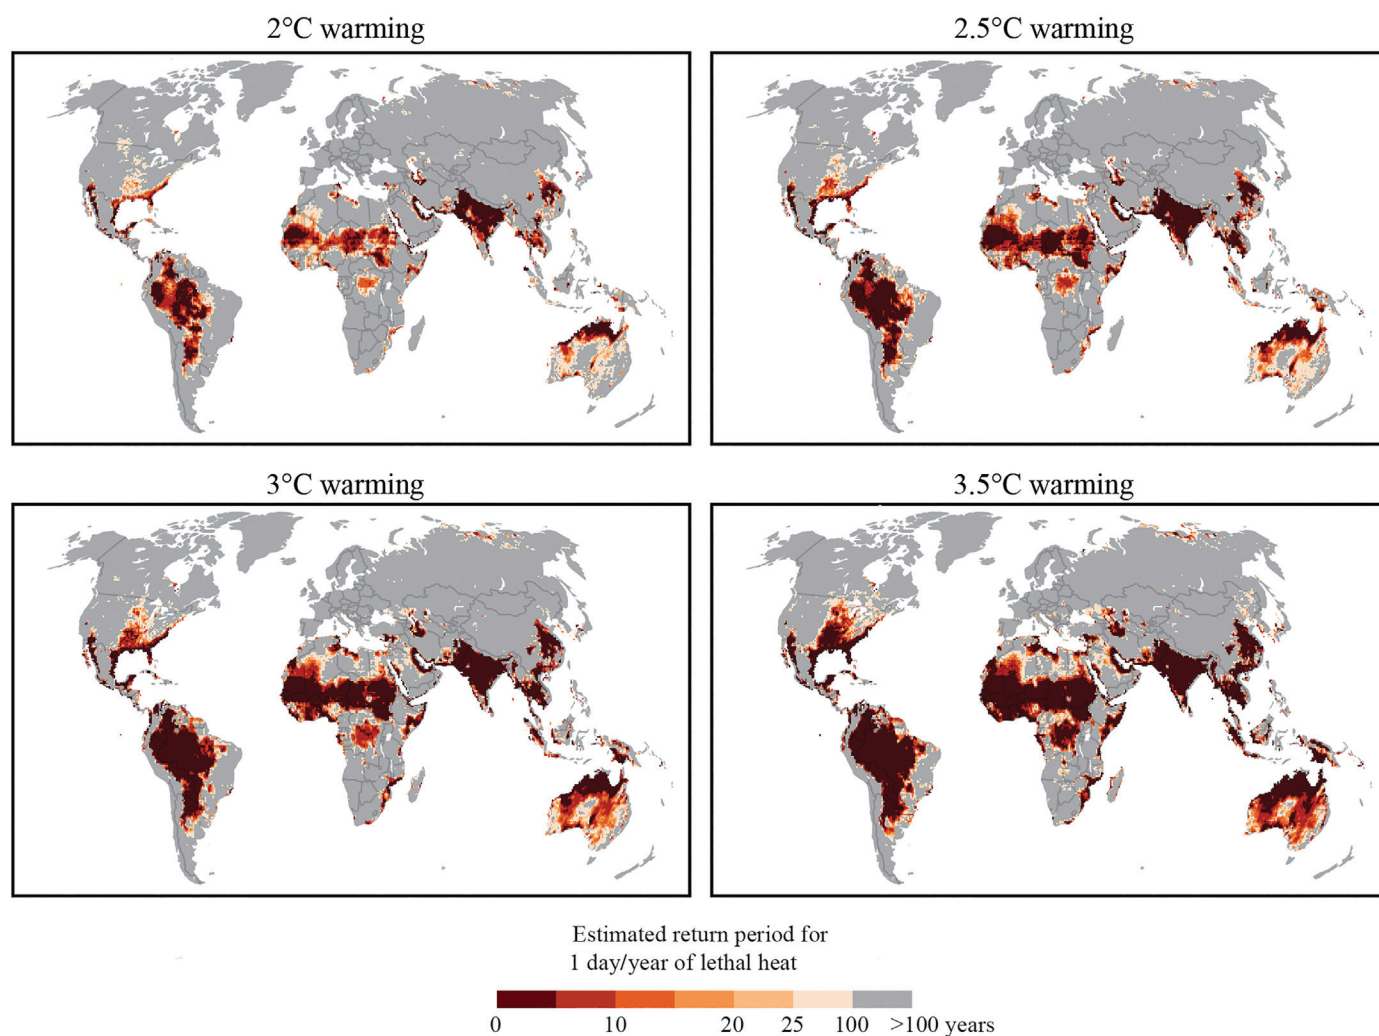 2°C warming
2.5°C warming
3°C warming
3.5°C warming
Estimated return period for
1 day/year of lethal heat
0 10 20 25 100 >100 years